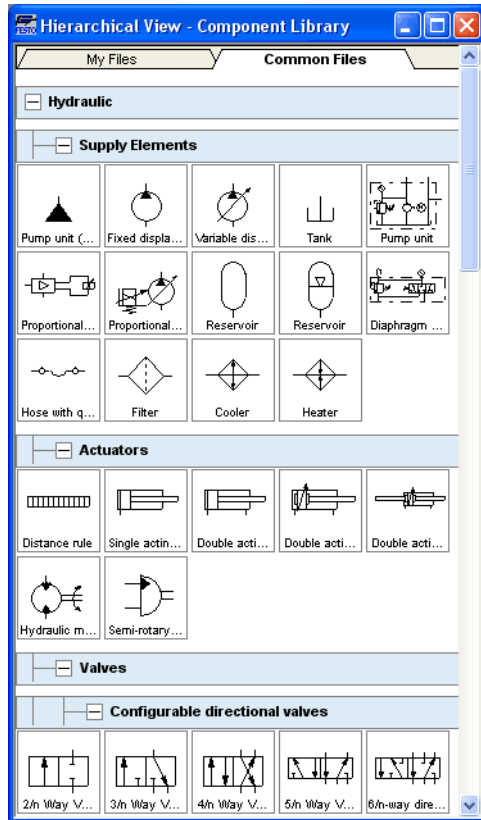 FESTO
Hierarchical View - Component Library
My Files
Common Files
Hydraulic
Supply Elements
Pump unit (...
Fixed displa...
Variable dis...
Tank
Pump unit
Proportional...
Proportional...
Reservoir
Reservoir
Diaphragm ...
Hose with q...
Filter
Cooler
Heater
Actuators
Distance rule
Single actin...
Double acti...
Double acti...
Double acti...
Hydraulic m...
Semi-rotary...
Valves
Configurable directional valves
2/n Way V...
3/n Way V...
4/n Way V...
5/n Way V...
6/n-way dire...